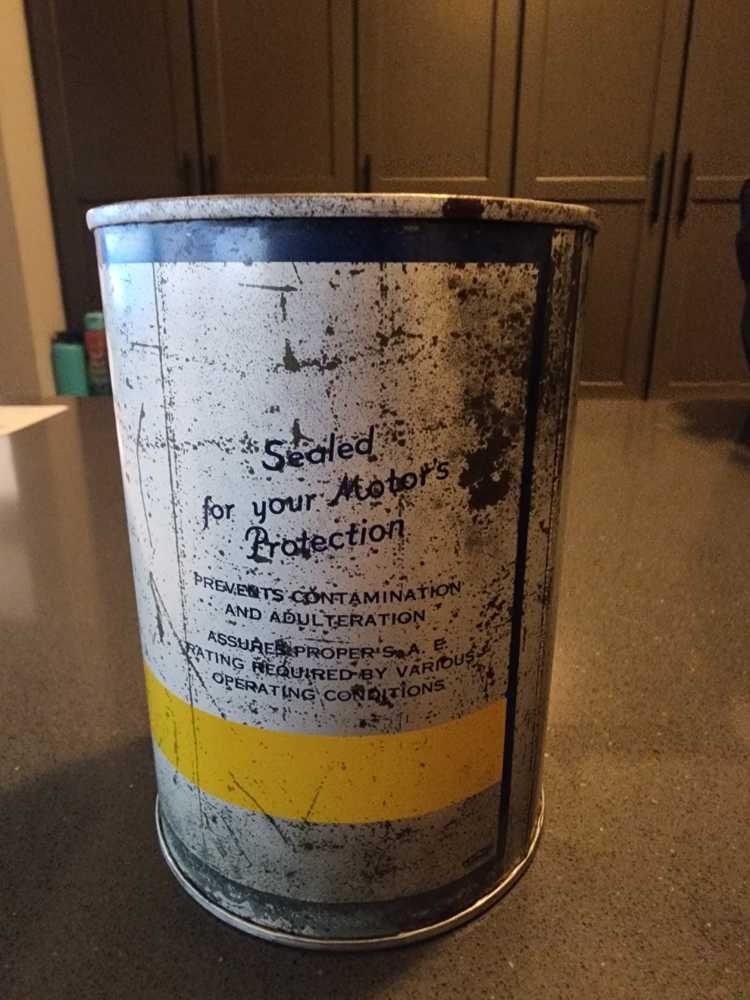 Sealed
for your Motor's
Protection
PREVENTS CONTAMINATION
AND ADULTERATION
ASSURES PROPER S. A. E.
RATING REQUIRED BY VARIOUS
OPERATING CONDITIONS